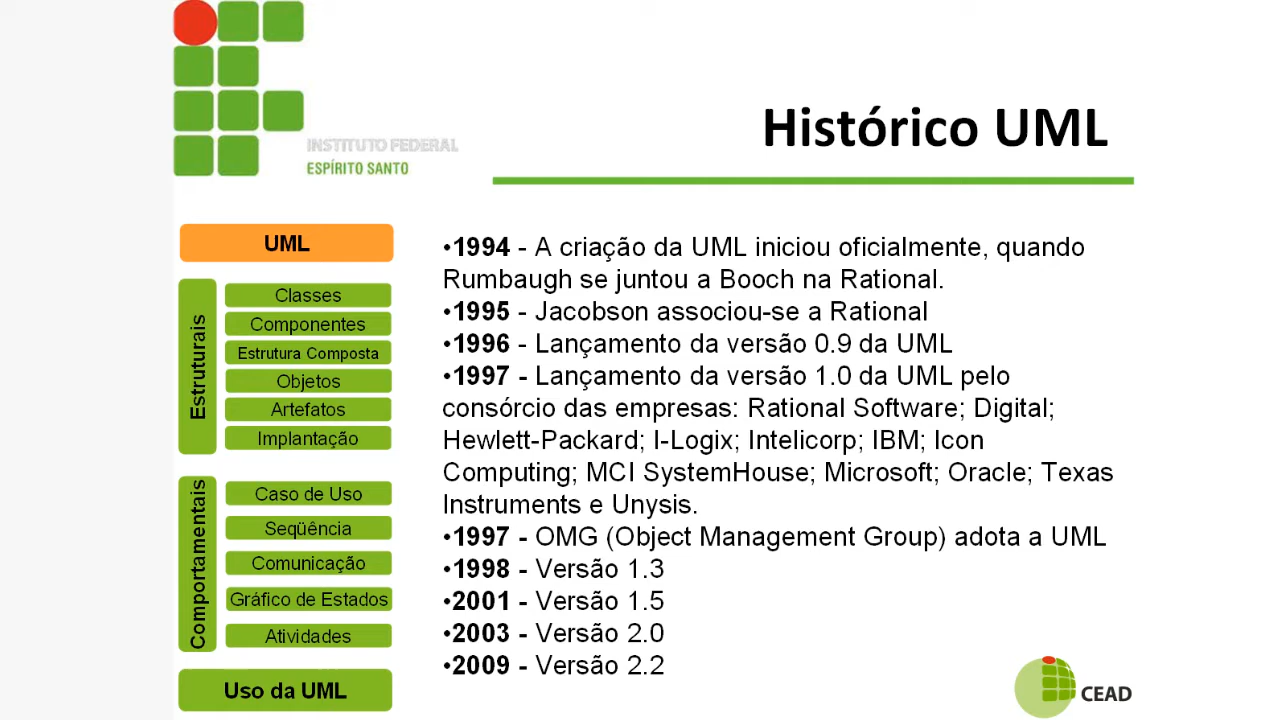 INSTITUTO FEDERAL
ESPÍRITO SANTO
Histórico UML
UML
Estruturais
Classes
Componentes
Estrutura Composta
Objetos
Artefatos
Implantação
Comportamentais
Caso de Uso
Seqüência
Comunicação
Gráfico de Estados
Atividades
Uso da UML
•1994 - A criação da UML iniciou oficialmente, quando
Rumbaugh se juntou a Booch na Rational.
•1995 - Jacobson associou-se a Rational
•1996 - Lançamento da versão 0.9 da UML
•1997 - Lançamento da versão 1.0 da UML pelo
consórcio das empresas: Rational Software; Digital;
Hewlett-Packard; I-Logix; Intelicorp; IBM; Icon
Computing; MCI SystemHouse; Microsoft; Oracle; Texas
Instruments e Unysis.
•1997 - OMG (Object Management Group) adota a UML
•1998 - Versão 1.3
•2001 - Versão 1.5
•2003 - Versão 2.0
•2009 - Versão 2.2
CEAD